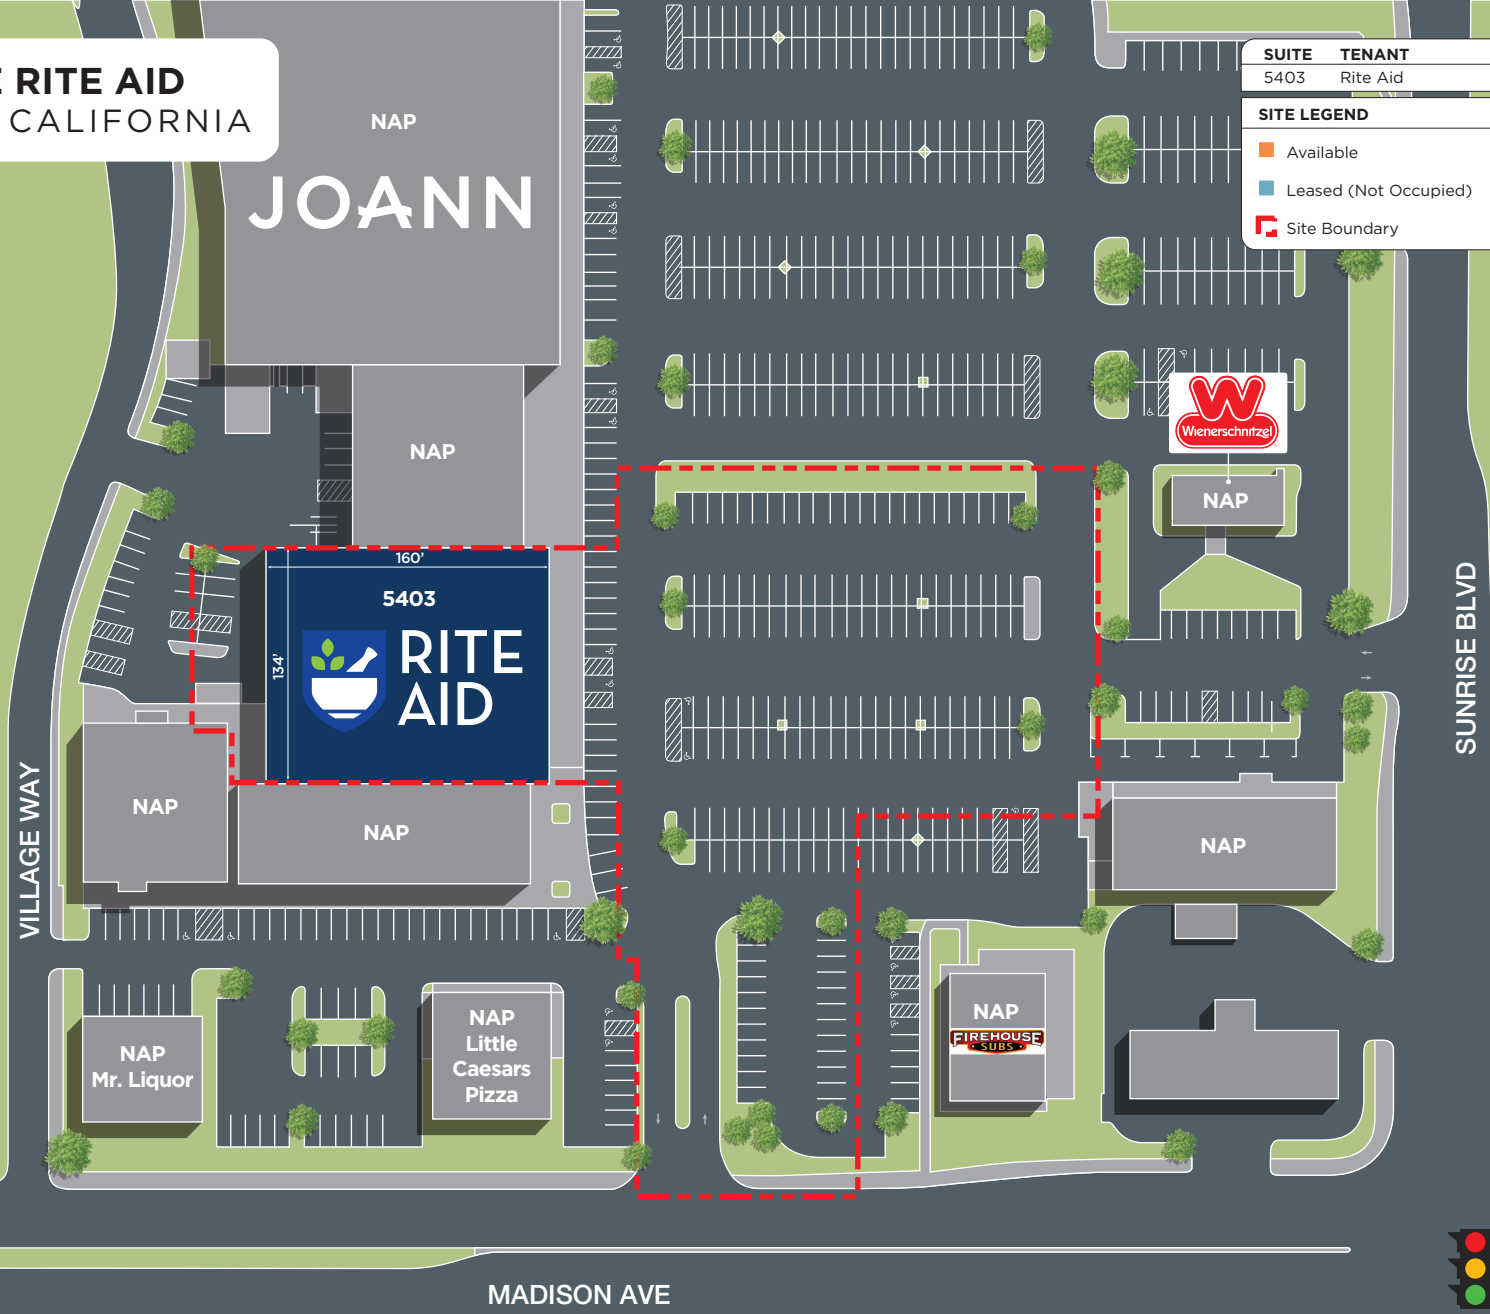 RITE AID
CALIFORNIA
SUITE TENANT
5403 Rite Aid
SITE LEGEND
Available
Leased (Not Occupied)
Site Boundary
NAP
JOANN
NAP
Wienerschnitzel
NAP
160'
5403
134'
RITE
AID
SUNRISE BLVD
VILLAGE WAY
NAP
NAP
NAP
NAP
Mr. Liquor
NAP
Little
Caesars
Pizza
NAP
FIREHOUSE
SUBS
MADISON AVE